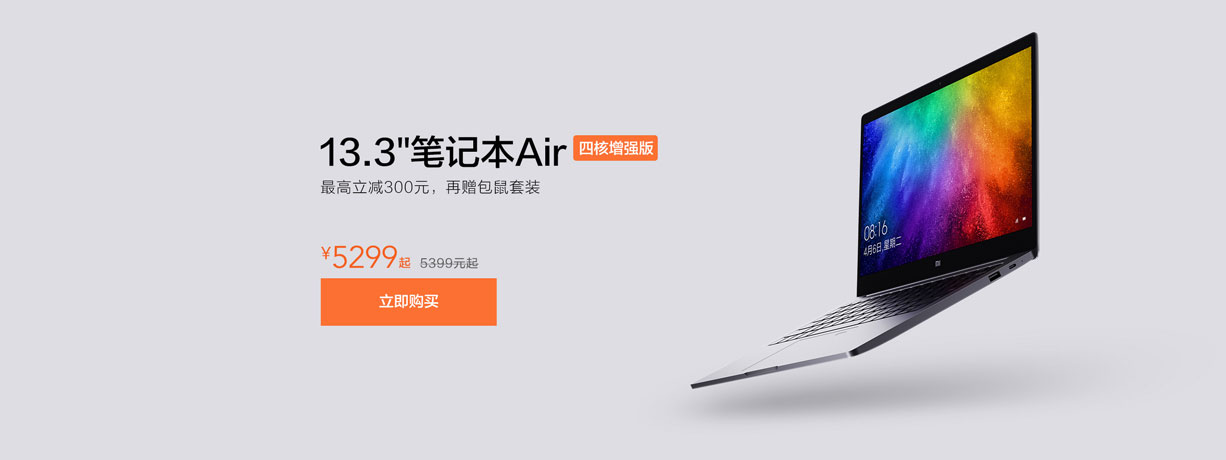 13.3"笔记本Air 四核增强版
最高立减300元，再赠包鼠套装
¥5299起 5399元起
立即购买
08:16
4月6日,星期二
mi